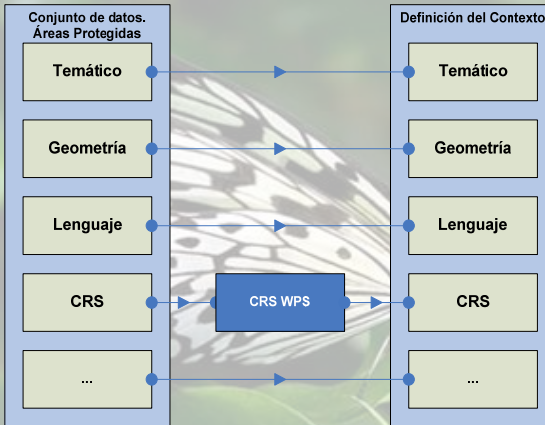 Conjunto de datos.
Áreas Protegidas
Temático
Geometría
Lenguaje
CRS
...
CRS WPS
Definición del Contexto
Temático
Geometría
Lenguaje
CRS
...